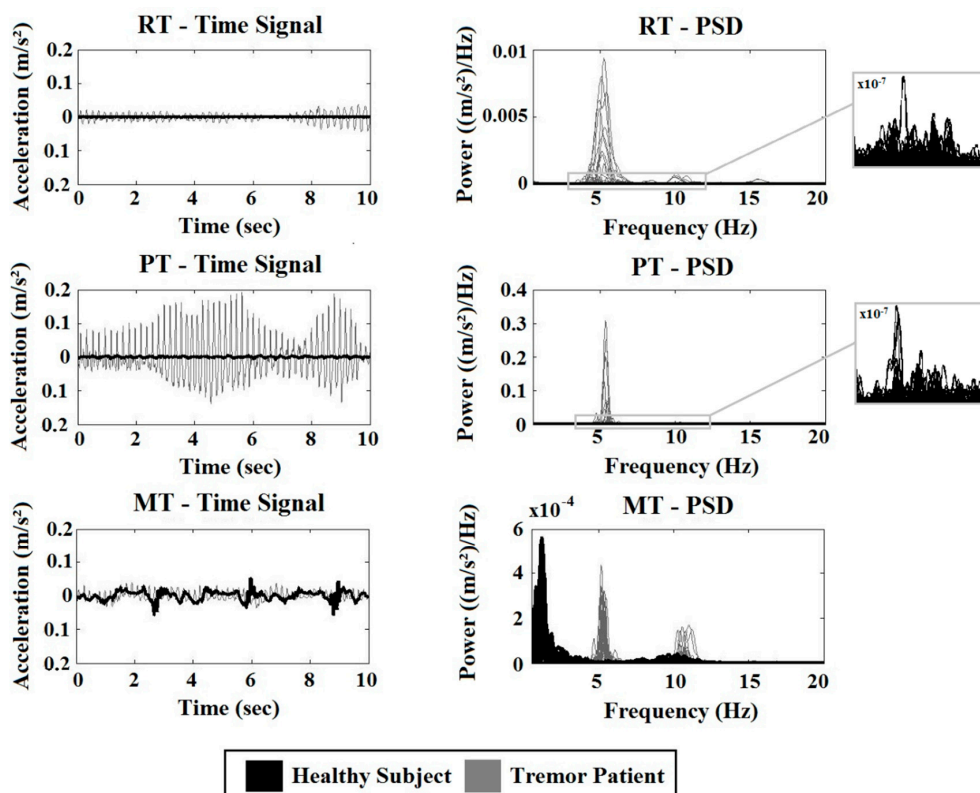 RT - Time Signal
RT - PSD
Acceleration (m/s²)
0.2
0.1
0
0.1
0.2
0 2 4 6 8 10
Time (sec)
Power ((m/s²)/Hz
0.01
0.005
0
5 10 15 20
Frequency (Hz)
x10-7
PT - Time Signal
PT - PSD
Acceleration (m/s²)
0.2
0.1
0
0.1
0.2
0 2 4 6 8 10
Time (sec)
Power ((m/s²)/Hz
0.4
0.3
0.2
0.1
0
5 10 15 20
Frequency (Hz)
x10-7
MT - Time Signal
MT - PSD
Acceleration (m/s²)
0.2
0.1
0
0.1
0.2
0 2 4 6 8 10
Time (sec)
Power ((m/s²)/Hz
x10-4
6
4
2
0
5 10 15 20
Frequency (Hz)
Healthy Subject Tremor Patient